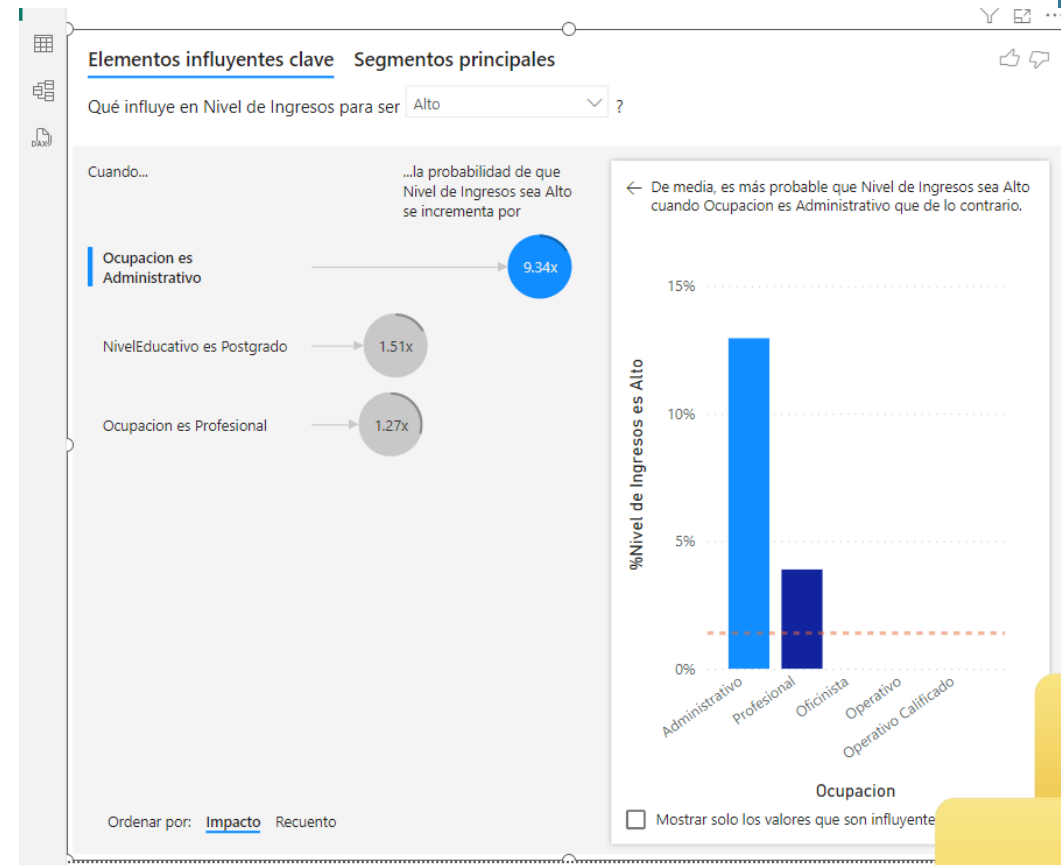 Elementos influyentes clave Segmentos principales
Qué influye en Nivel de Ingresos para ser Alto ?
DAX
Cuando...
...la probabilidad de que
Nivel de Ingresos sea Alto
se incrementa por
Ocupacion es
Administrativo
9.34x
NivelEducativo es Postgrado
1.51x
Ocupacion es Profesional
1.27x
Ordenar por: Impacto Recuento
De media, es más probable que Nivel de Ingresos sea Alto
cuando Ocupacion es Administrativo que de lo contrario.
%Nivel de Ingresos es Alto
15%
10%
5%
0%
Administrativo
Profesional
Oficinista
Operativo
Operativo Calificado
Ocupacion
Mostrar solo los valores que son influyente